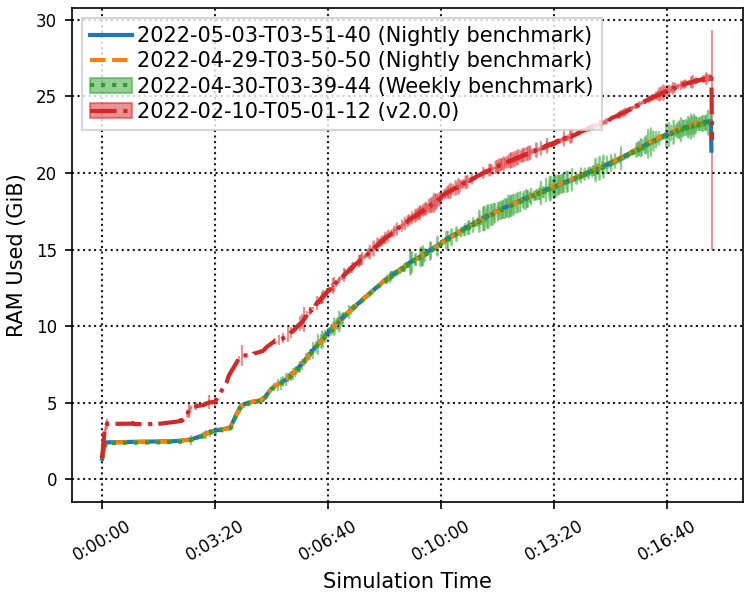 30
25
20
15
10
5
0
RAM Used (GiB)
2022-05-03-T03-51-40 (Nightly benchmark)
2022-04-29-T03-50-50 (Nightly benchmark)
2022-04-30-T03-39-44 (Weekly benchmark)
2022-02-10-T05-01-12 (v2.0.0)
0:00:00
0:03:20
0:06:40
0:10:00
0:13:20
0:16:40
Simulation Time